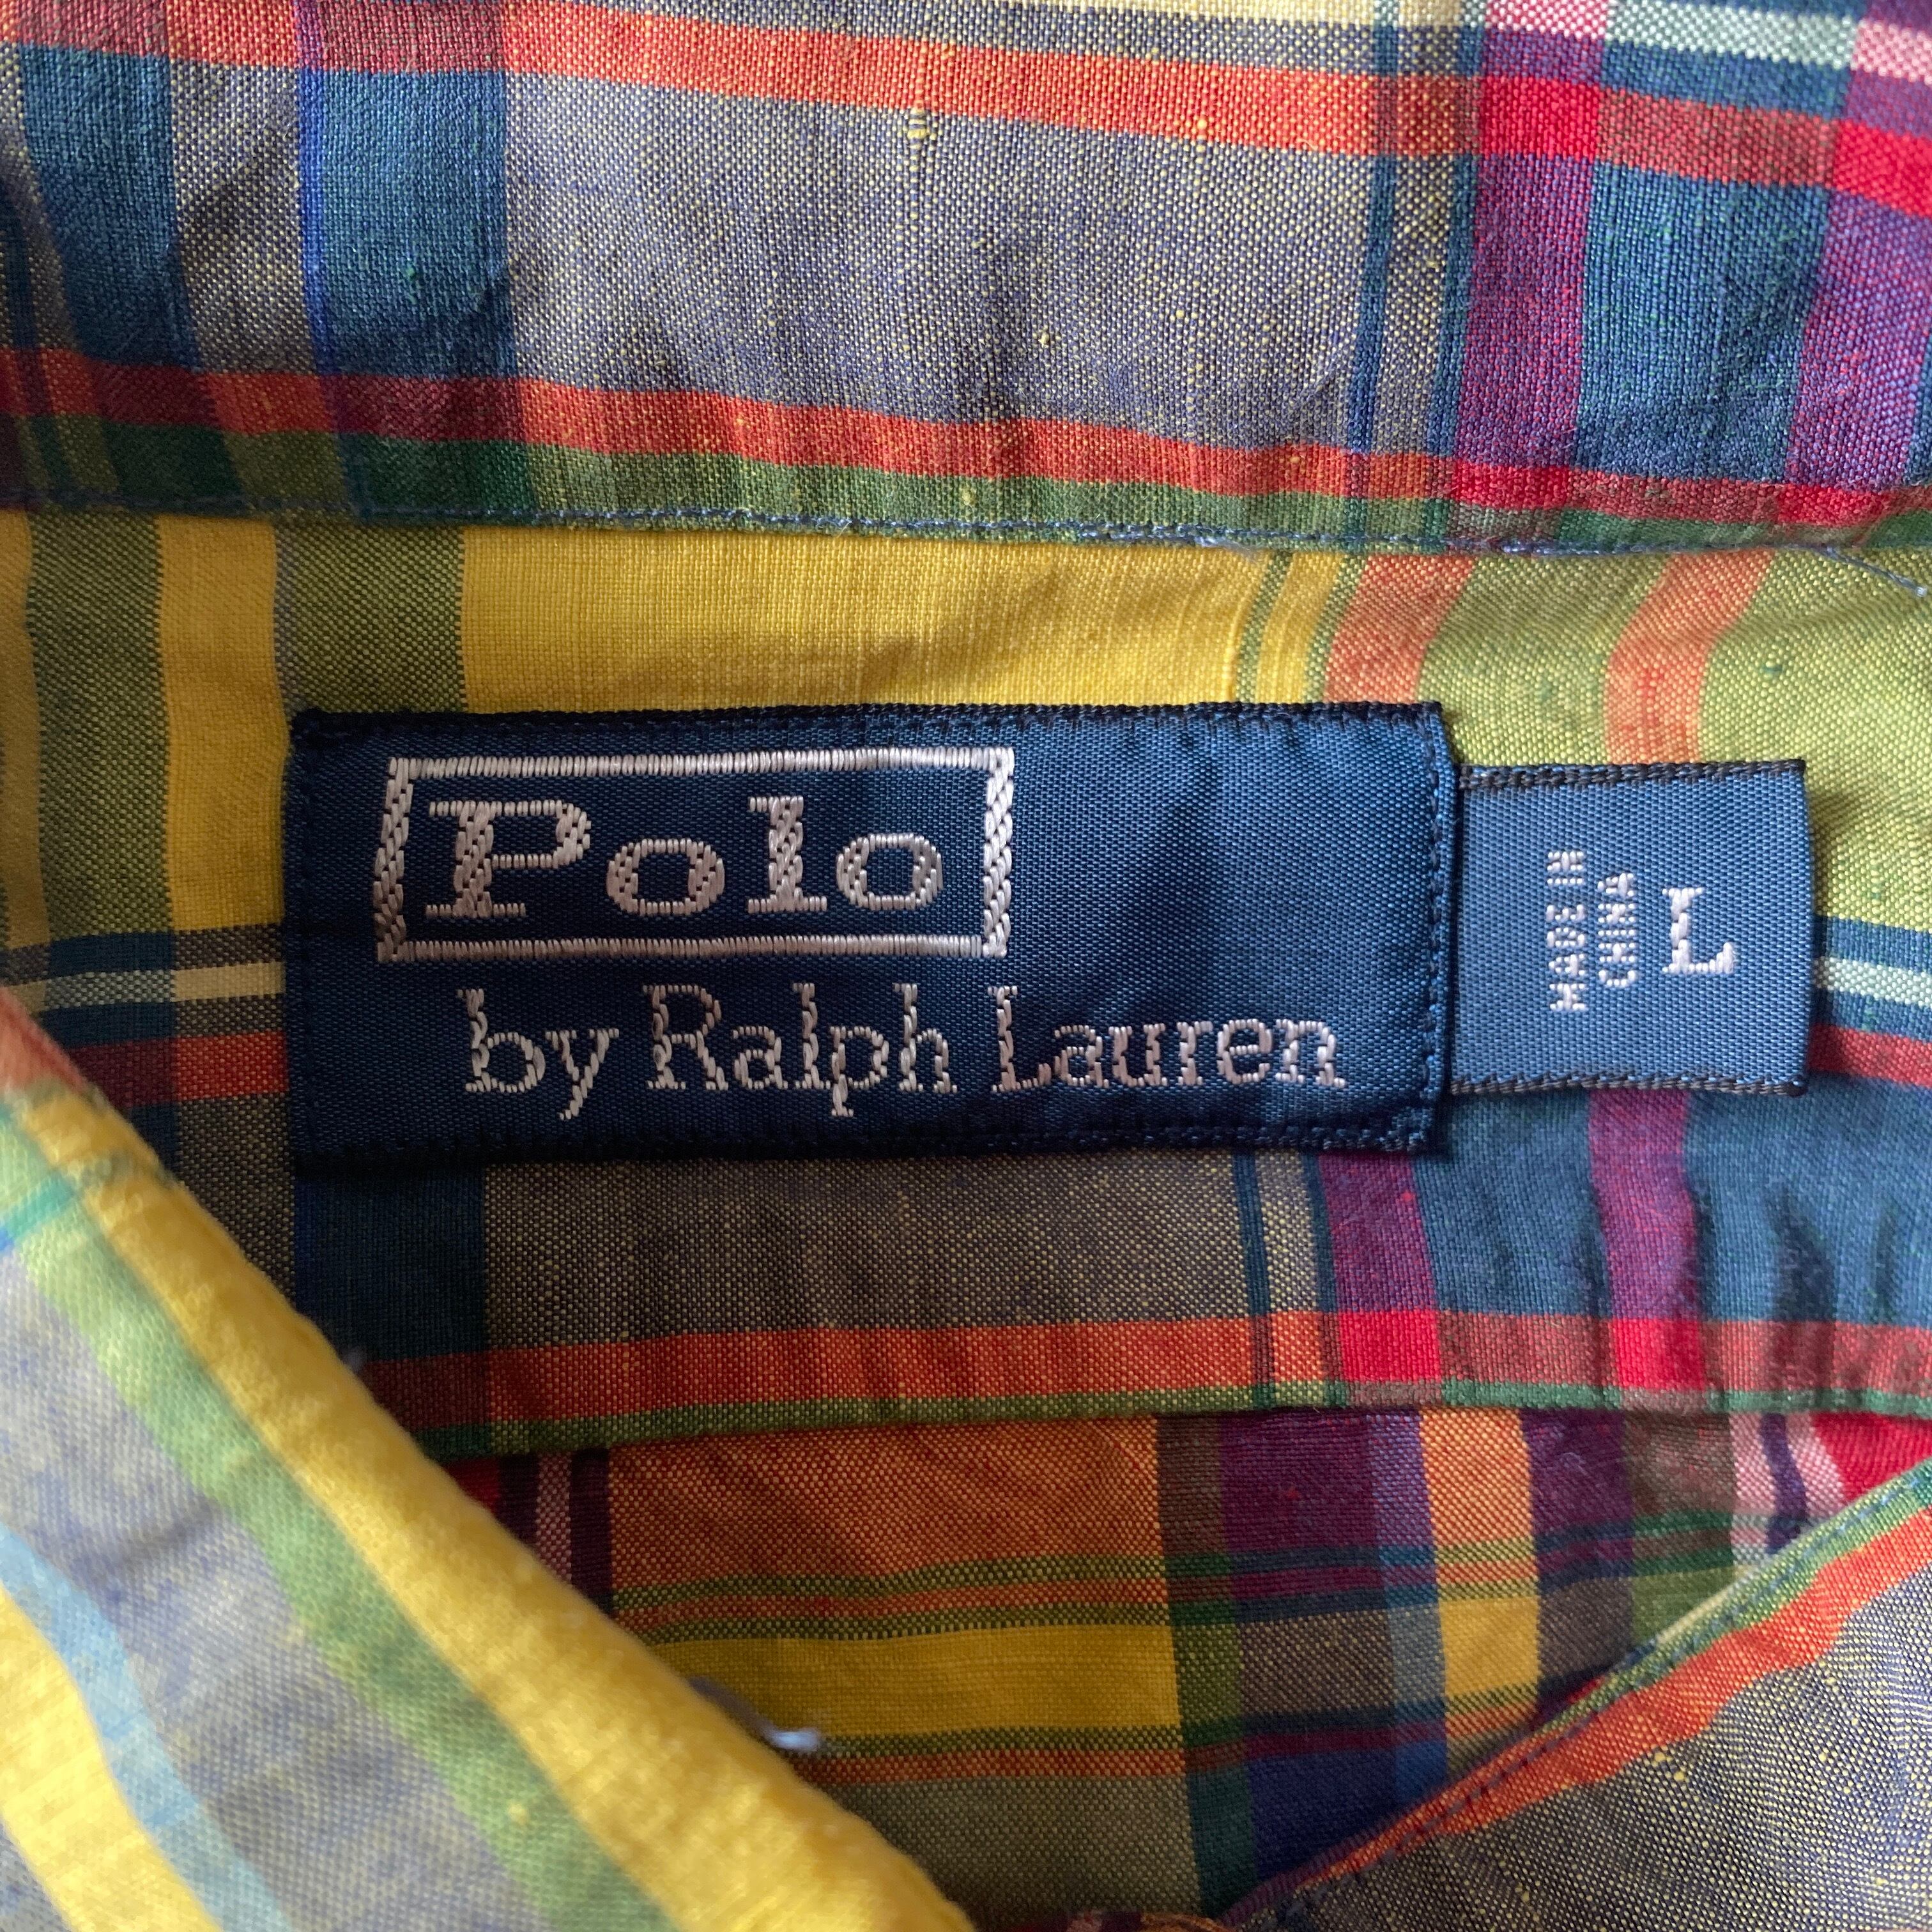 Polo
by Ralph Lauren
MADE IN
CHINA
L